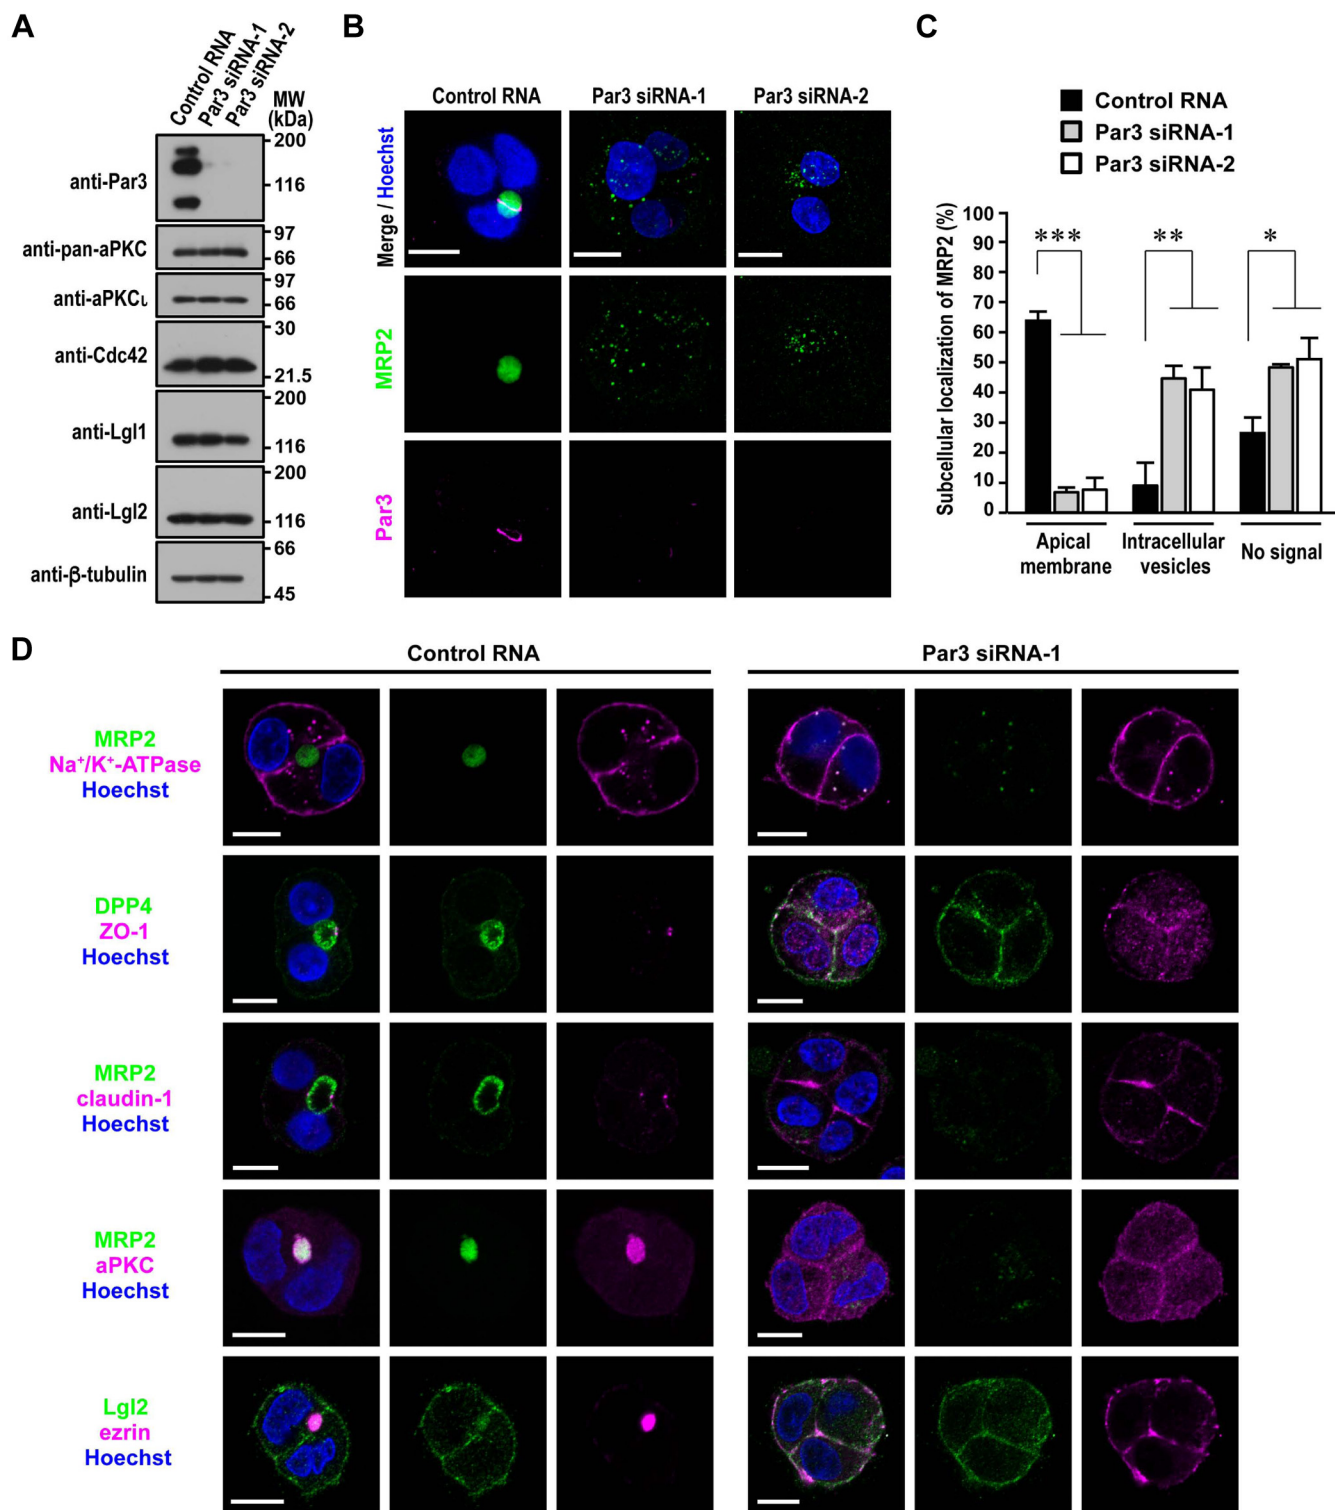 A
Control RNA
Par3 siRNA-1
Par3 siRNA-2
MW
(kDa)
anti-Par3
200
116
anti-pan-aPKC
97
66
anti-aPKCι
97
66
anti-Cdc42
30
21.5
anti-Lgl1
200
116
anti-Lgl2
200
116
anti-β-tubulin
66
45
B
Control RNA
Par3 siRNA-1
Par3 siRNA-2
Merge / Hoechst
MRP2
Par3
C
Control RNA
Par3 siRNA-1
Par3 siRNA-2
Subcellular localization of MRP2 (%)
100
90
80
70
60
50
40
30
20
10
0
***
**
*
Apical
membrane
Intracellular
vesicles
No signal
D
Control RNA
Par3 siRNA-1
MRP2
Na⁺/K⁺-ATPase
Hoechst
DPP4
ZO-1
Hoechst
MRP2
claudin-1
Hoechst
MRP2
aPKC
Hoechst
Lgl2
ezrin
Hoechst